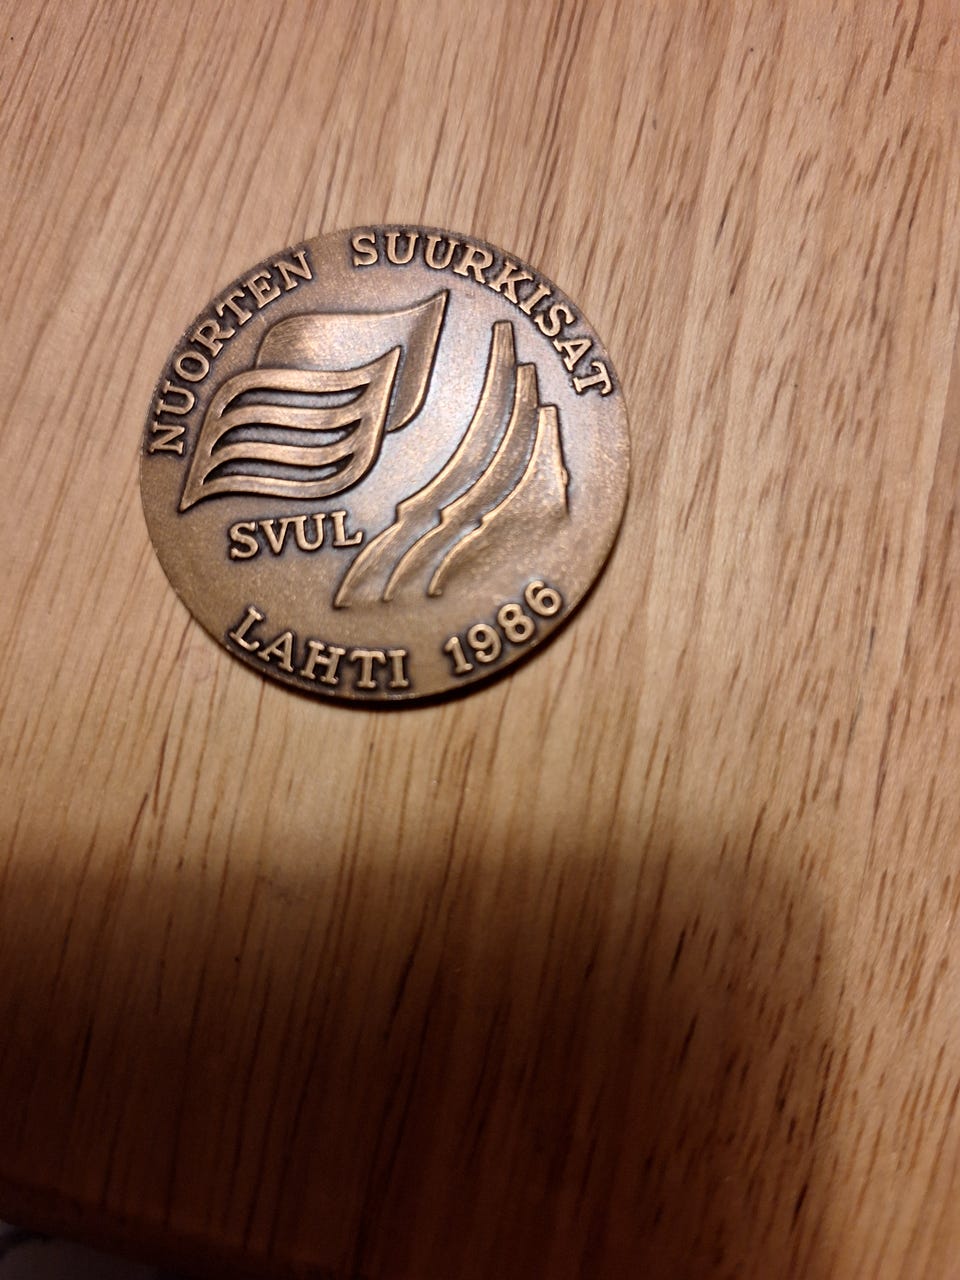 NUORTEN SUURKISAT
SVUL
LAHTI 1986